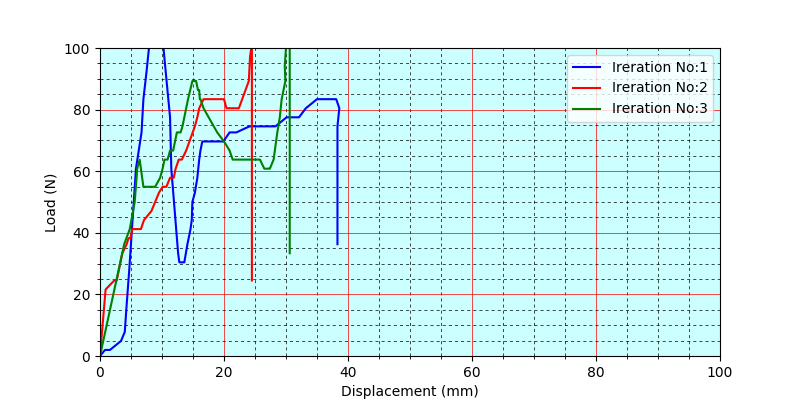 100
80
60
40
20
0
Load (N)
0 20 40 60 80 100
Displacement (mm)
Ireration No:1
Ireration No:2
Ireration No:3